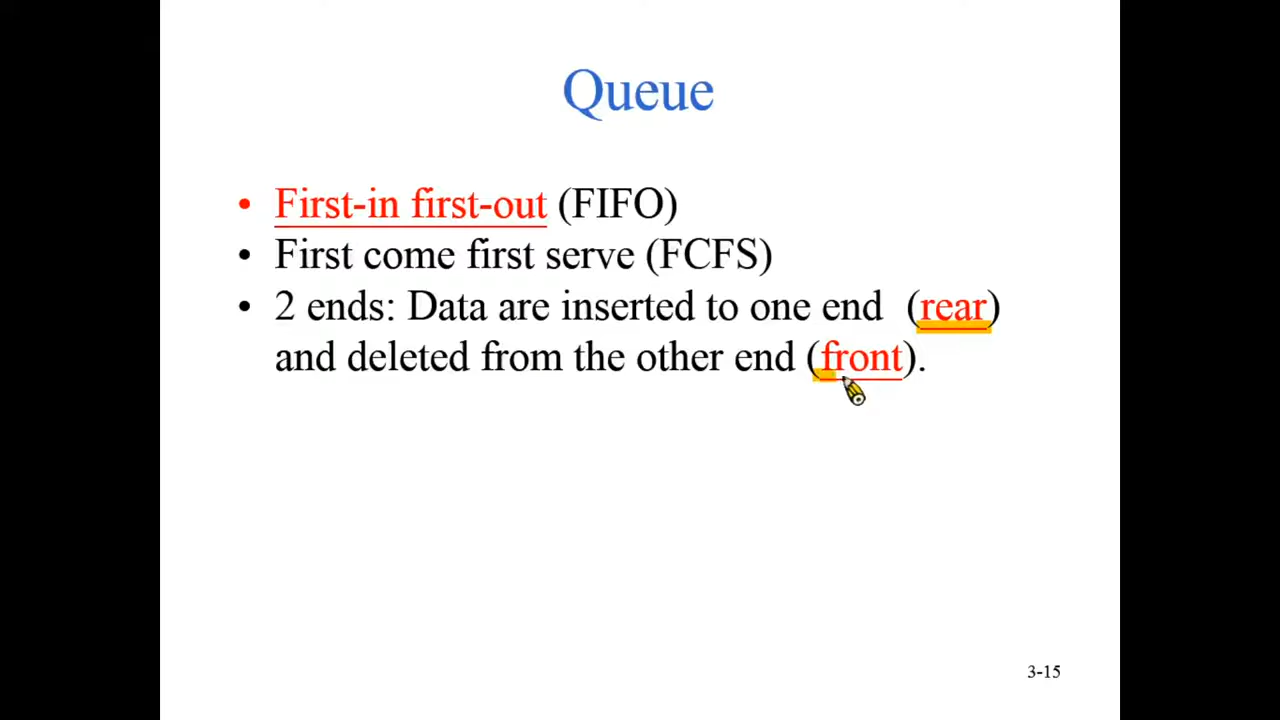 Queue
• First-in first-out (FIFO)
• First come first serve (FCFS)
• 2 ends: Data are inserted to one end (rear)
and deleted from the other end (front).
3-15